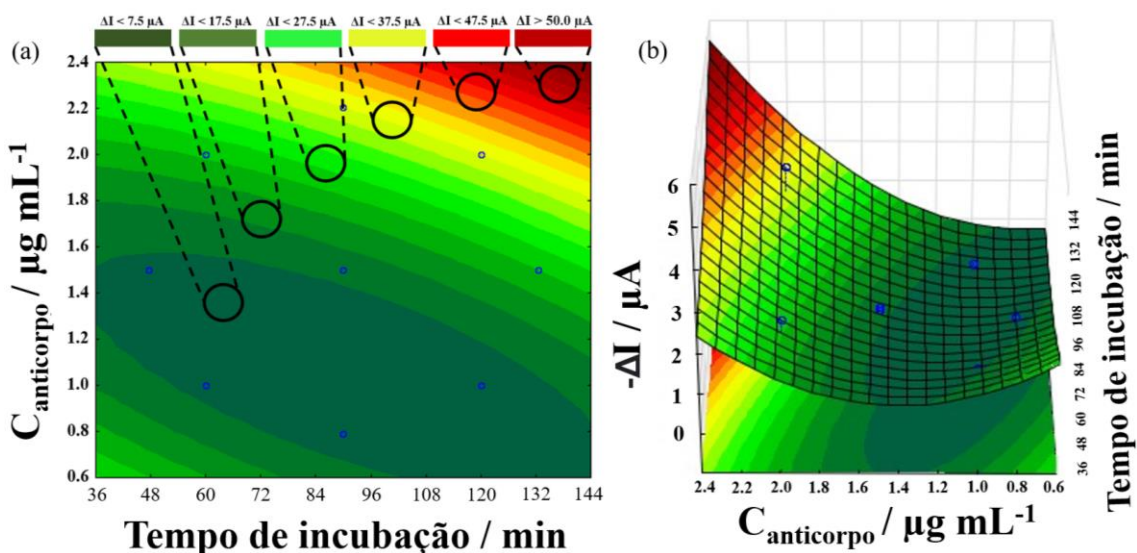 ΔI < 7.5 µA ΔI < 17.5 µA ΔI < 27.5 µA ΔI < 37.5 µA ΔI < 47.5 µA ΔI > 50.0 µA
(a)
C anticorpo / µg mL-1
2.4
2.2
2.0
1.8
1.6
1.4
1.2
1.0
0.8
0.6
36 48 60 72 84 96 108 120 132 144
Tempo de incubação / min
(b)
-ΔI / µA
6
5
4
3
2
1
0
2.4 2.2 2.0 1.8 1.6 1.4 1.2 1.0 0.8 0.6
C anticorpo / µg mL-1
144
132
120
108
96
84
72
60
48
36
Tempo de incubação / min